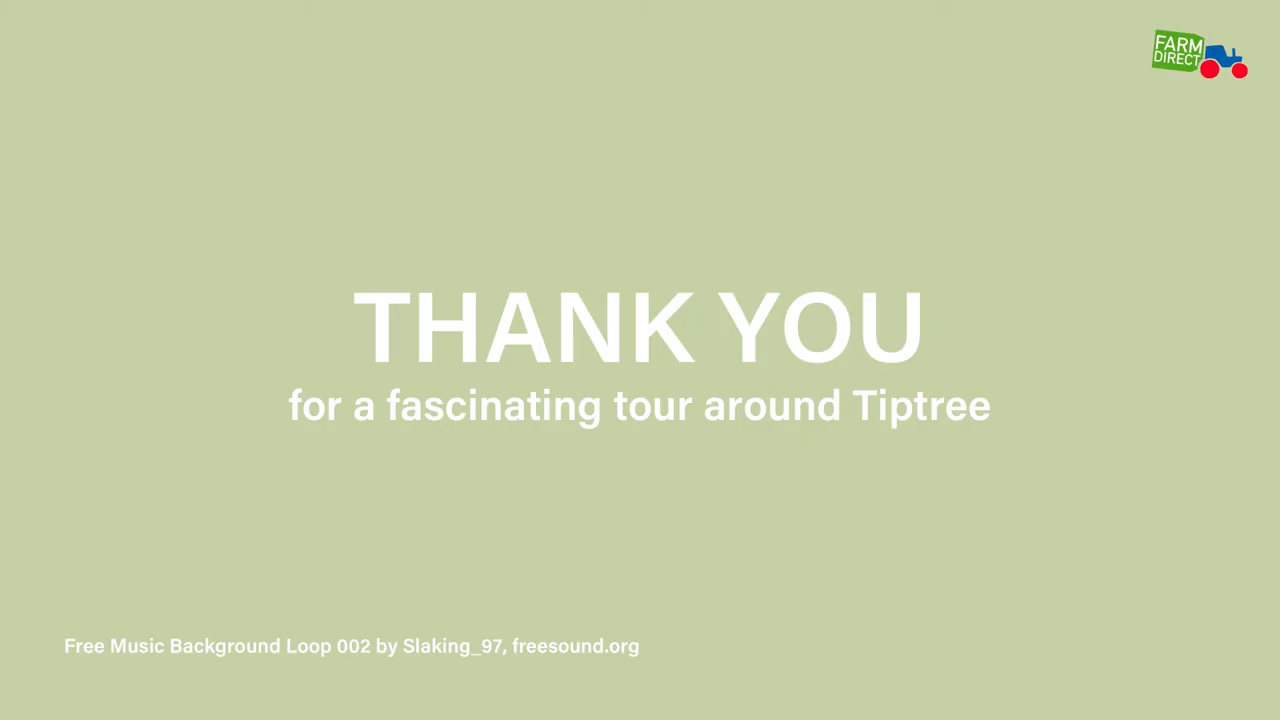 FARM
DIRECT
THANK YOU
for a fascinating tour around Tiptree
Free Music Background Loop 002 by Slaking_97, freesound.org